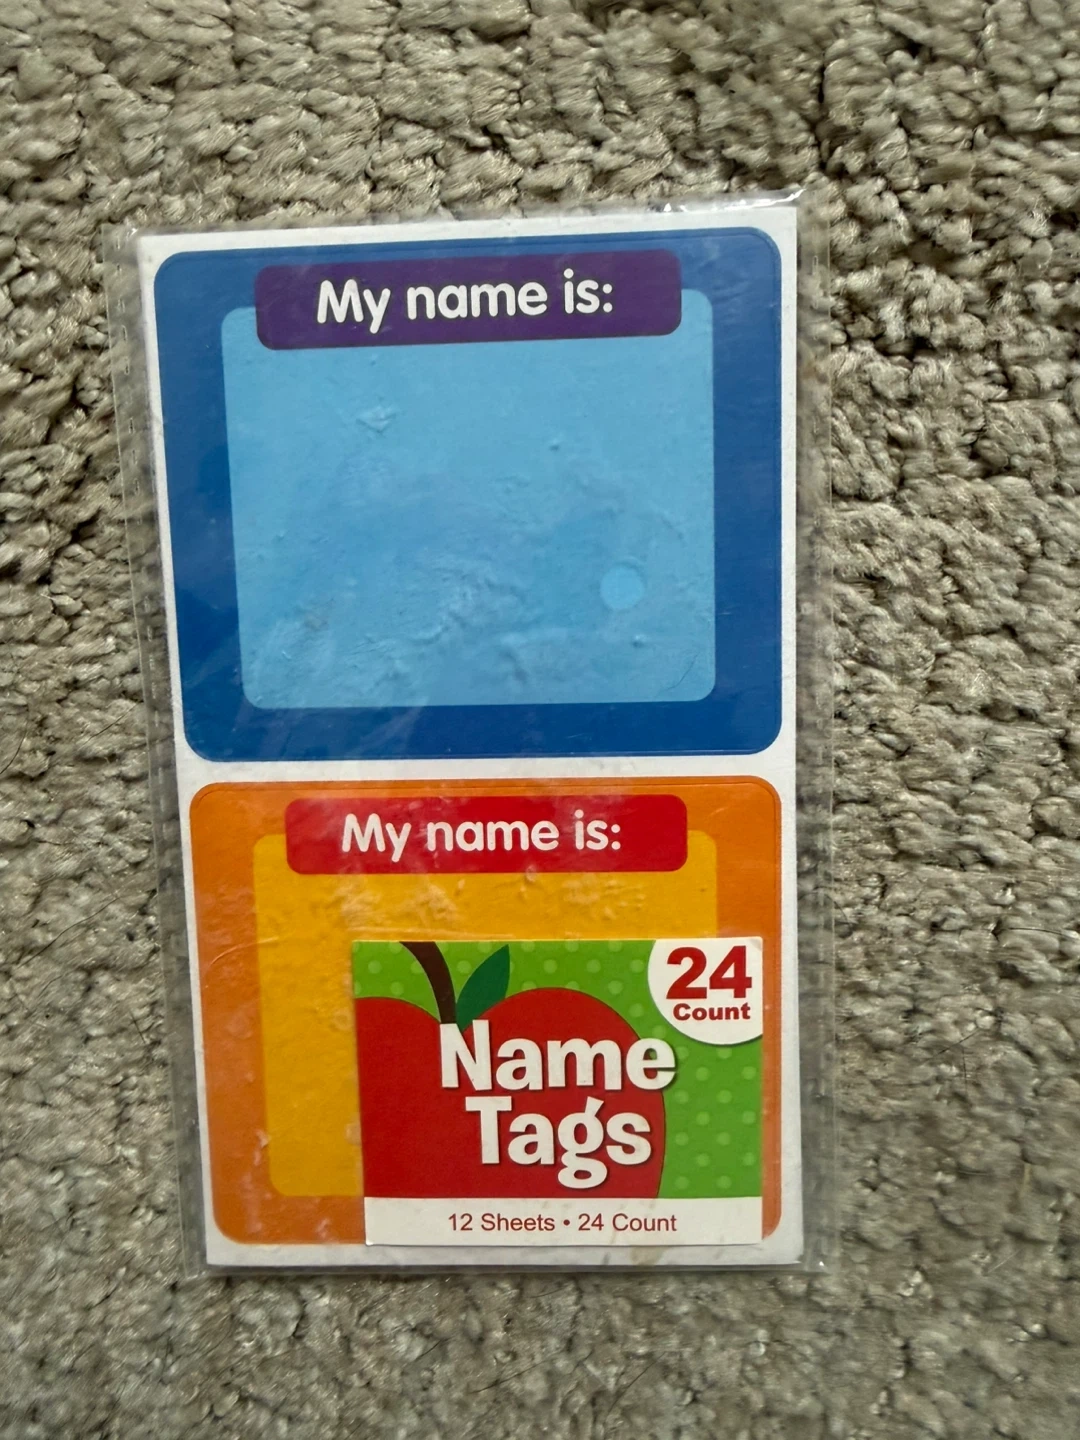 My name is:
My name is:
24
Count
Name
Tags
12 Sheets • 24 Count